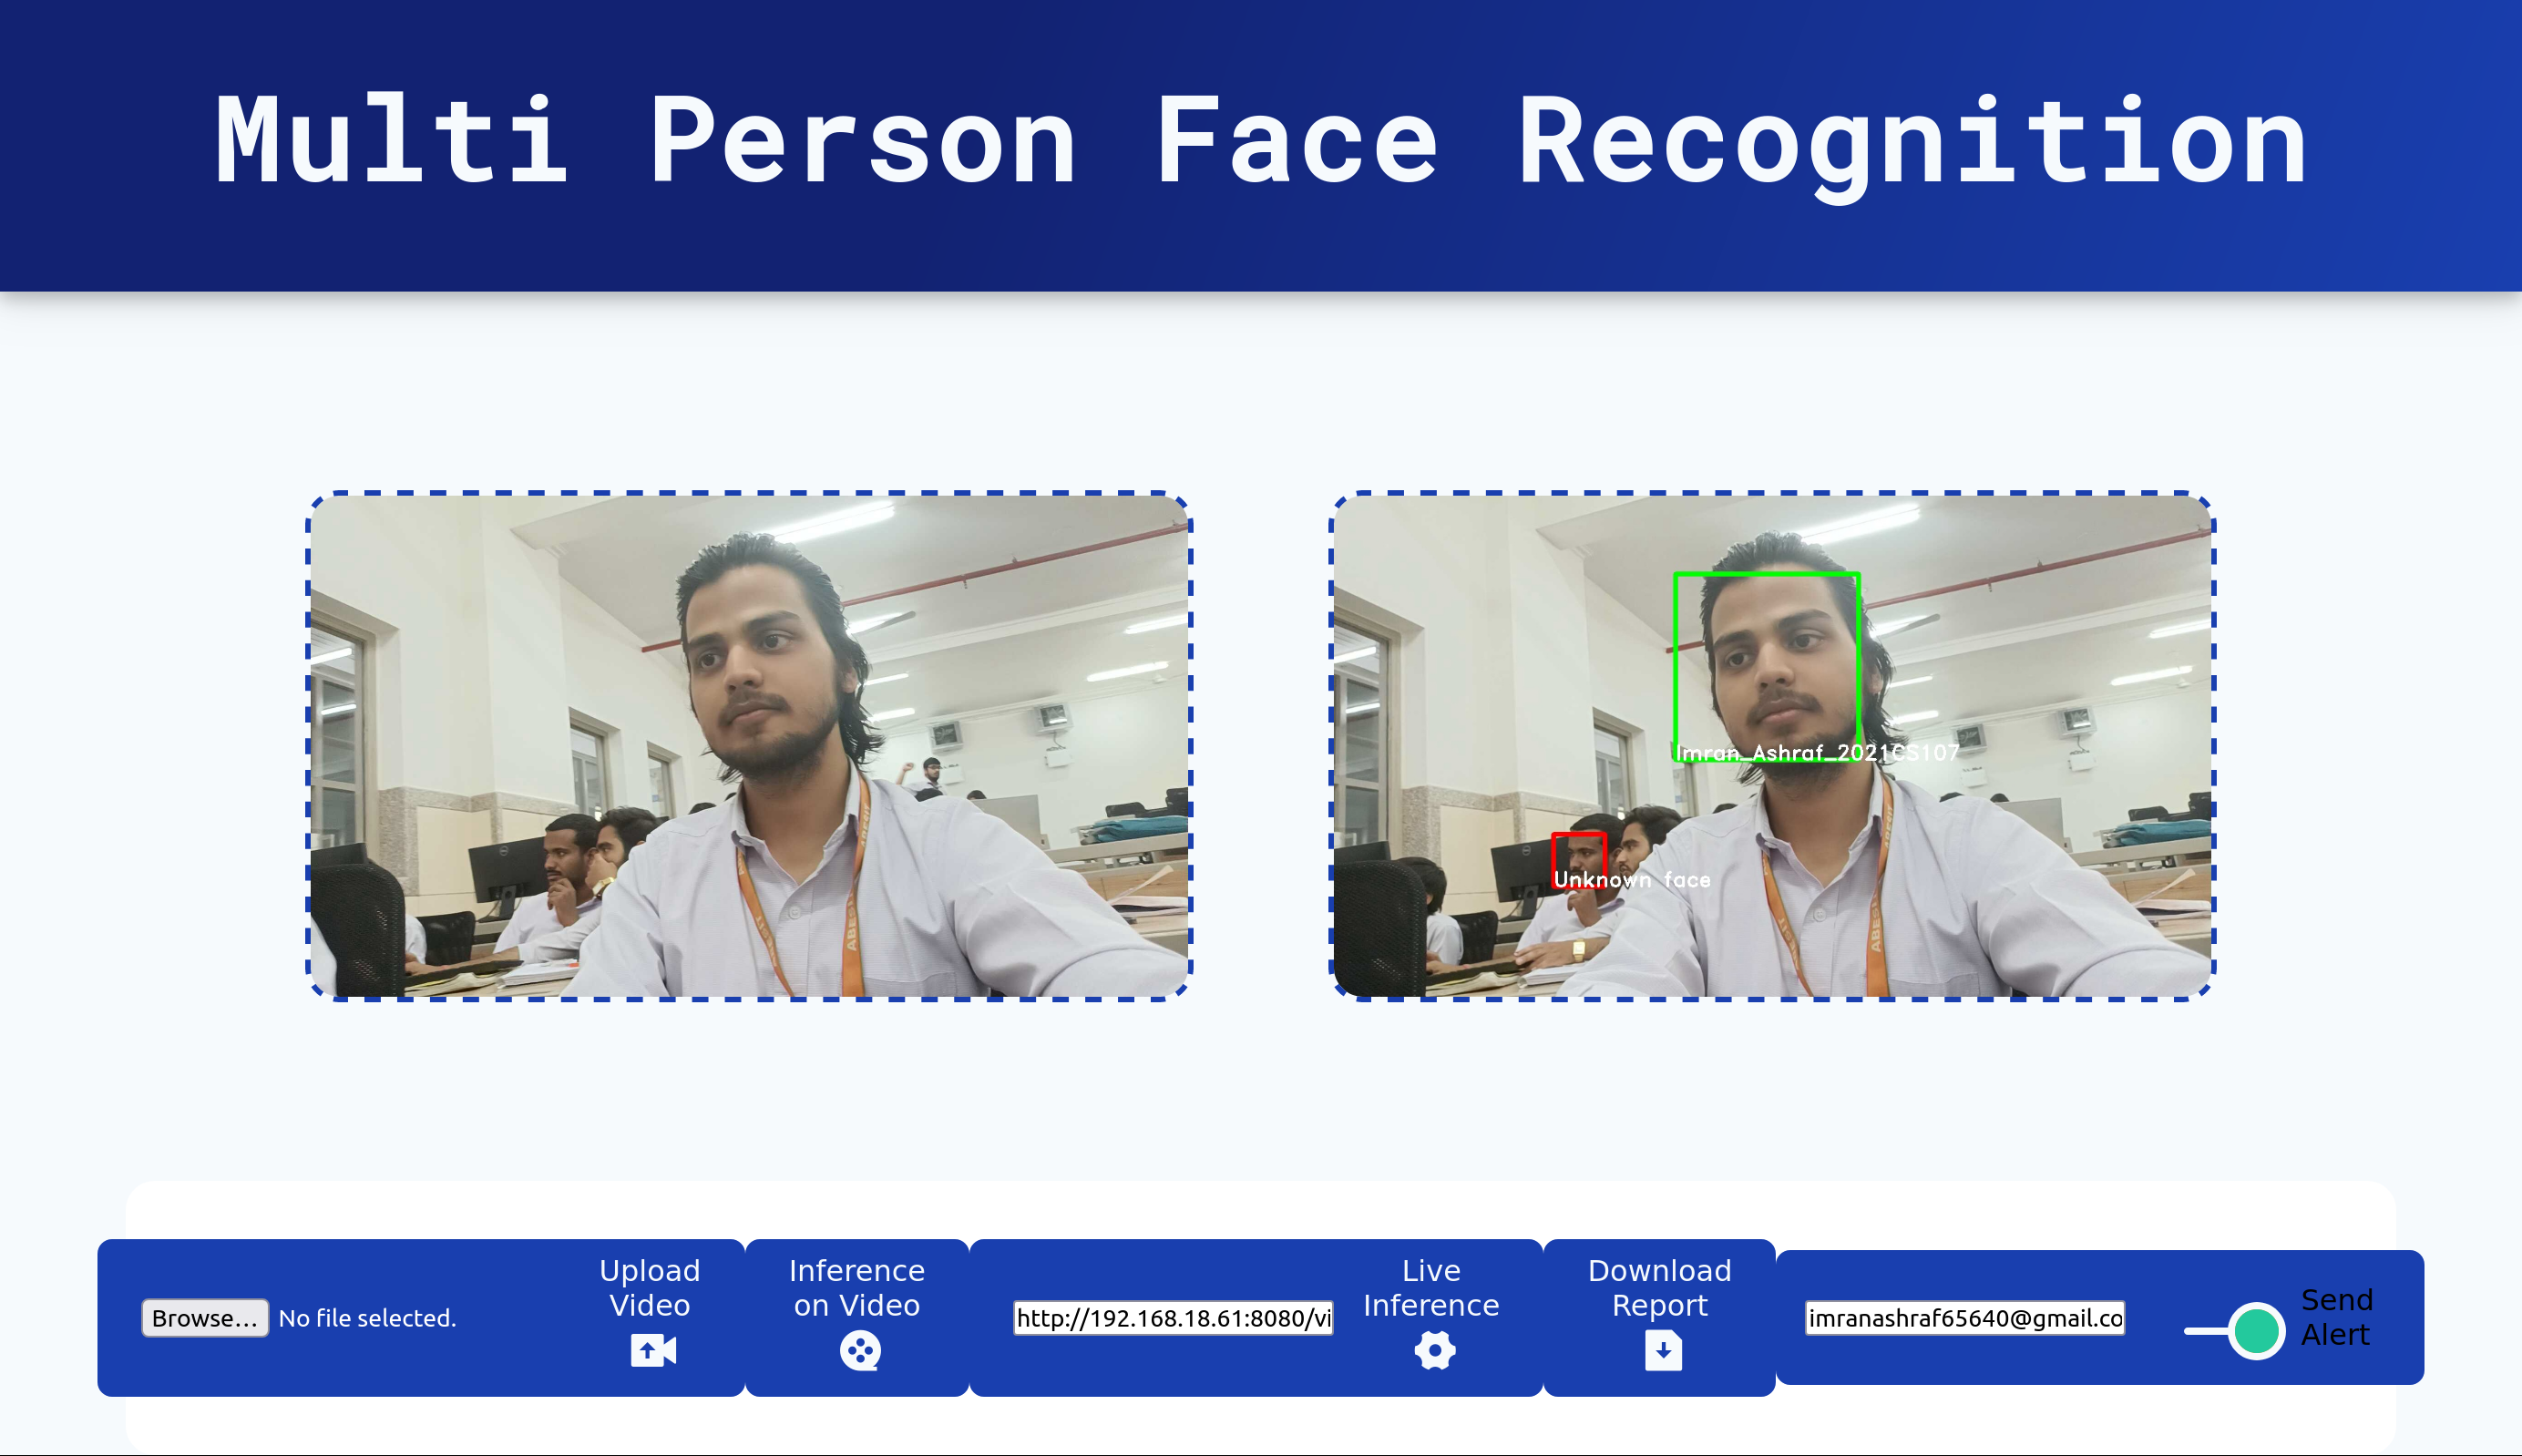 Multi Person Face Recognition
ABESIT
Imran_Ashraf_2021CS107
Unknown face
Browse... No file selected.
Upload
Video
Inference
on Video
http://192.168.18.61:8080/vi
Live
Inference
Download
Report
imranashraf65640@gmail.co
Send
Alert